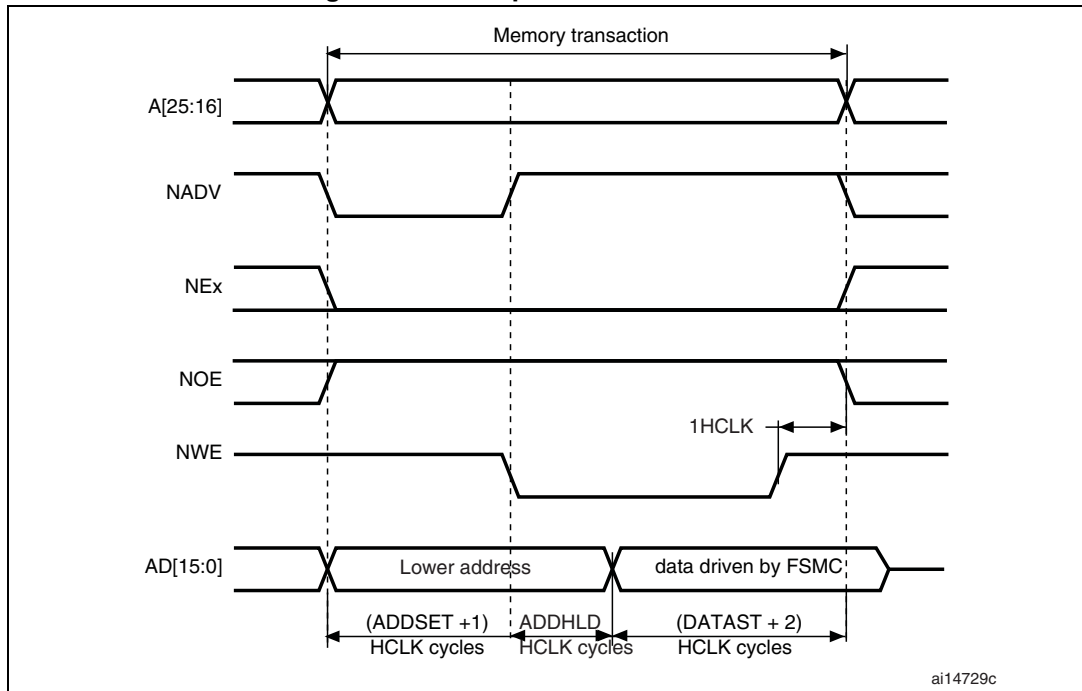 Memory transaction
A[25:16]
NADV
NEx
NOE
1HCLK
NWE
AD[15:0]
Lower address
data driven by FSMC
(ADDSET +1)
HCLK cycles
ADDHLD
HCLK cycles
(DATAST + 2)
HCLK cycles
ai14729c